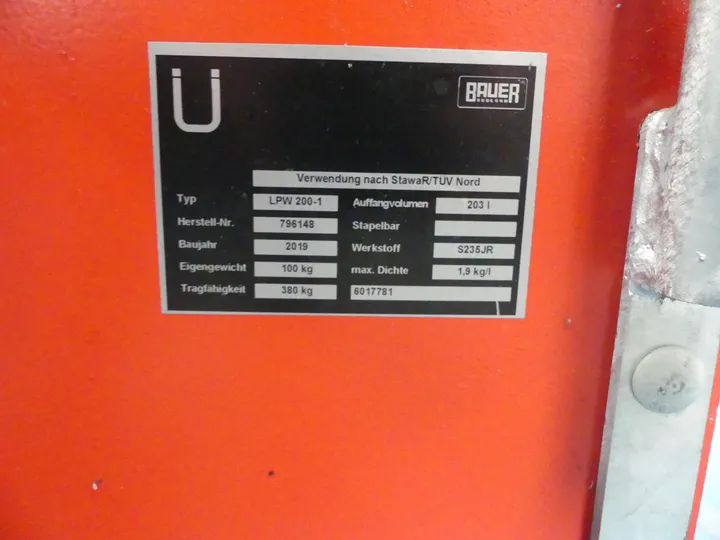 Ü
BAUER
SÜDLOHN
Verwendung nach StawaR/TÜV Nord
Typ LPW 200-1 Auffangvolumen 203 l
Herstell-Nr. 796148 Stapelbar
Baujahr 2019 Werkstoff S235JR
Eigengewicht 100 kg max. Dichte 1,9 kg/l
Tragfähigkeit 380 kg 6017781